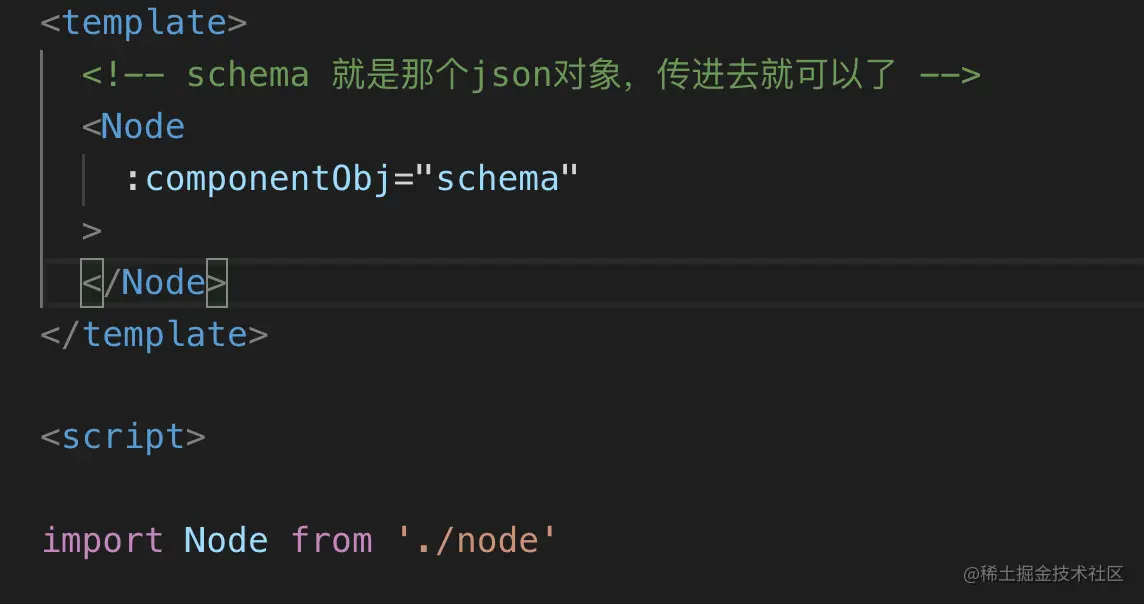 <template>
<!-- schema 就是那个json对象，传进去就可以了 -->
<Node
:componentObj="schema"
>
</Node>
</template>
<script>
import Node from './node'
@稀土掘金技术社区